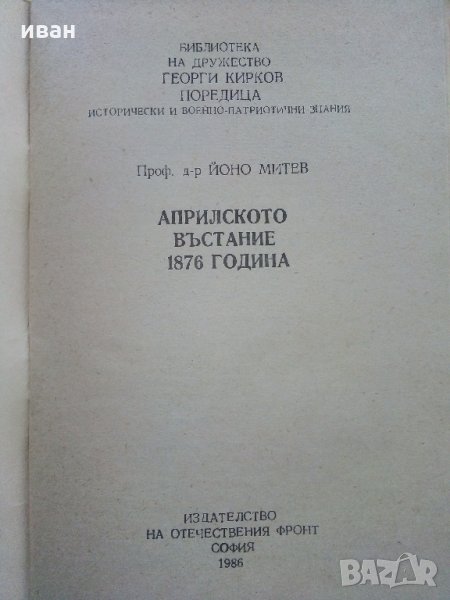 иван
БИБЛИОТЕКА
НА ДРУЖЕСТВО
ГЕОРГИ КИРКОВ
ПОРЕДИЦА
ИСТОРИЧЕСКИ И ВОЕННО-ПАТРИОТИЧНИ ЗНАНИЯ
Проф. д-р ЙОНО МИТЕВ
АПРИЛСКОТО
ВЪСТАНИЕ
1876 ГОДИНА
ИЗДАТЕЛСТВО
НА ОТЕЧЕСТВЕНИЯ ФРОНТ
СОФИЯ
1986
BAZAR